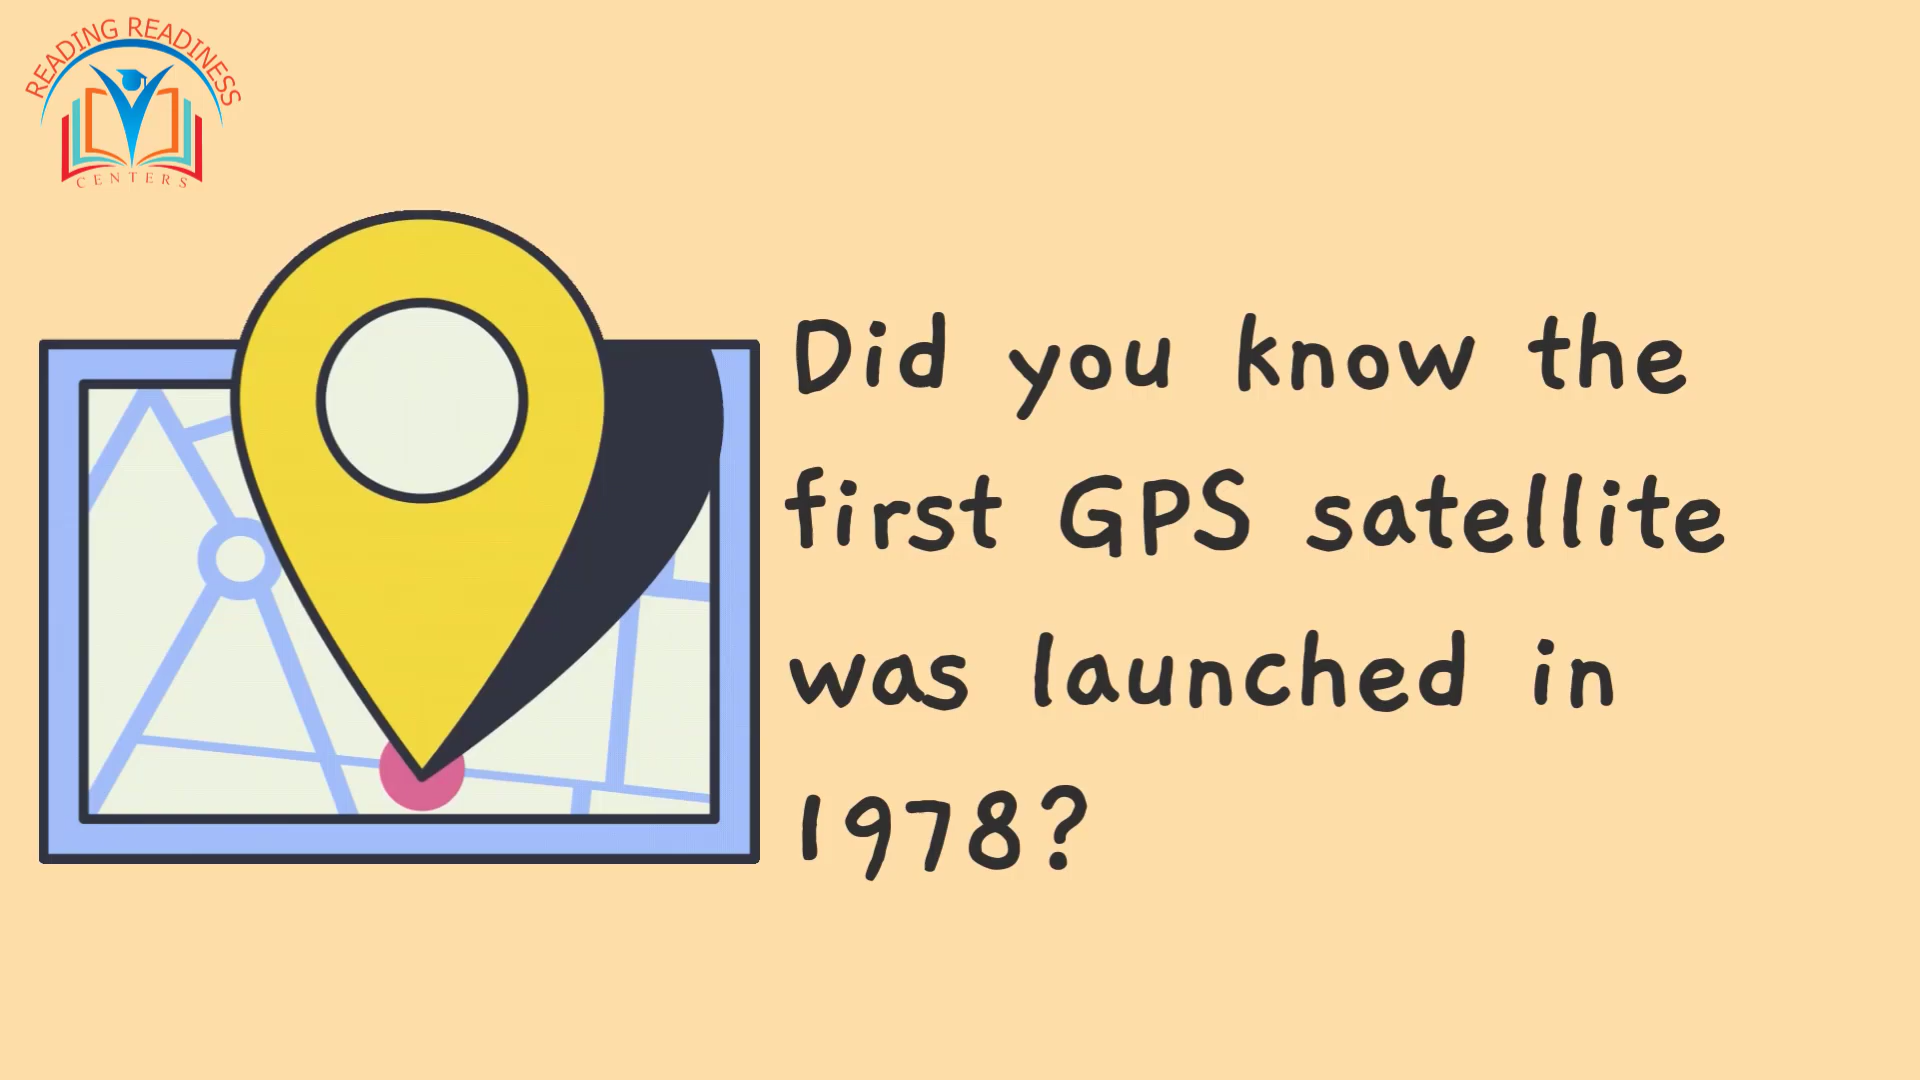 READING READINESS
CENTERS
Did you know the
first GPS satellite
was launched in
1978?